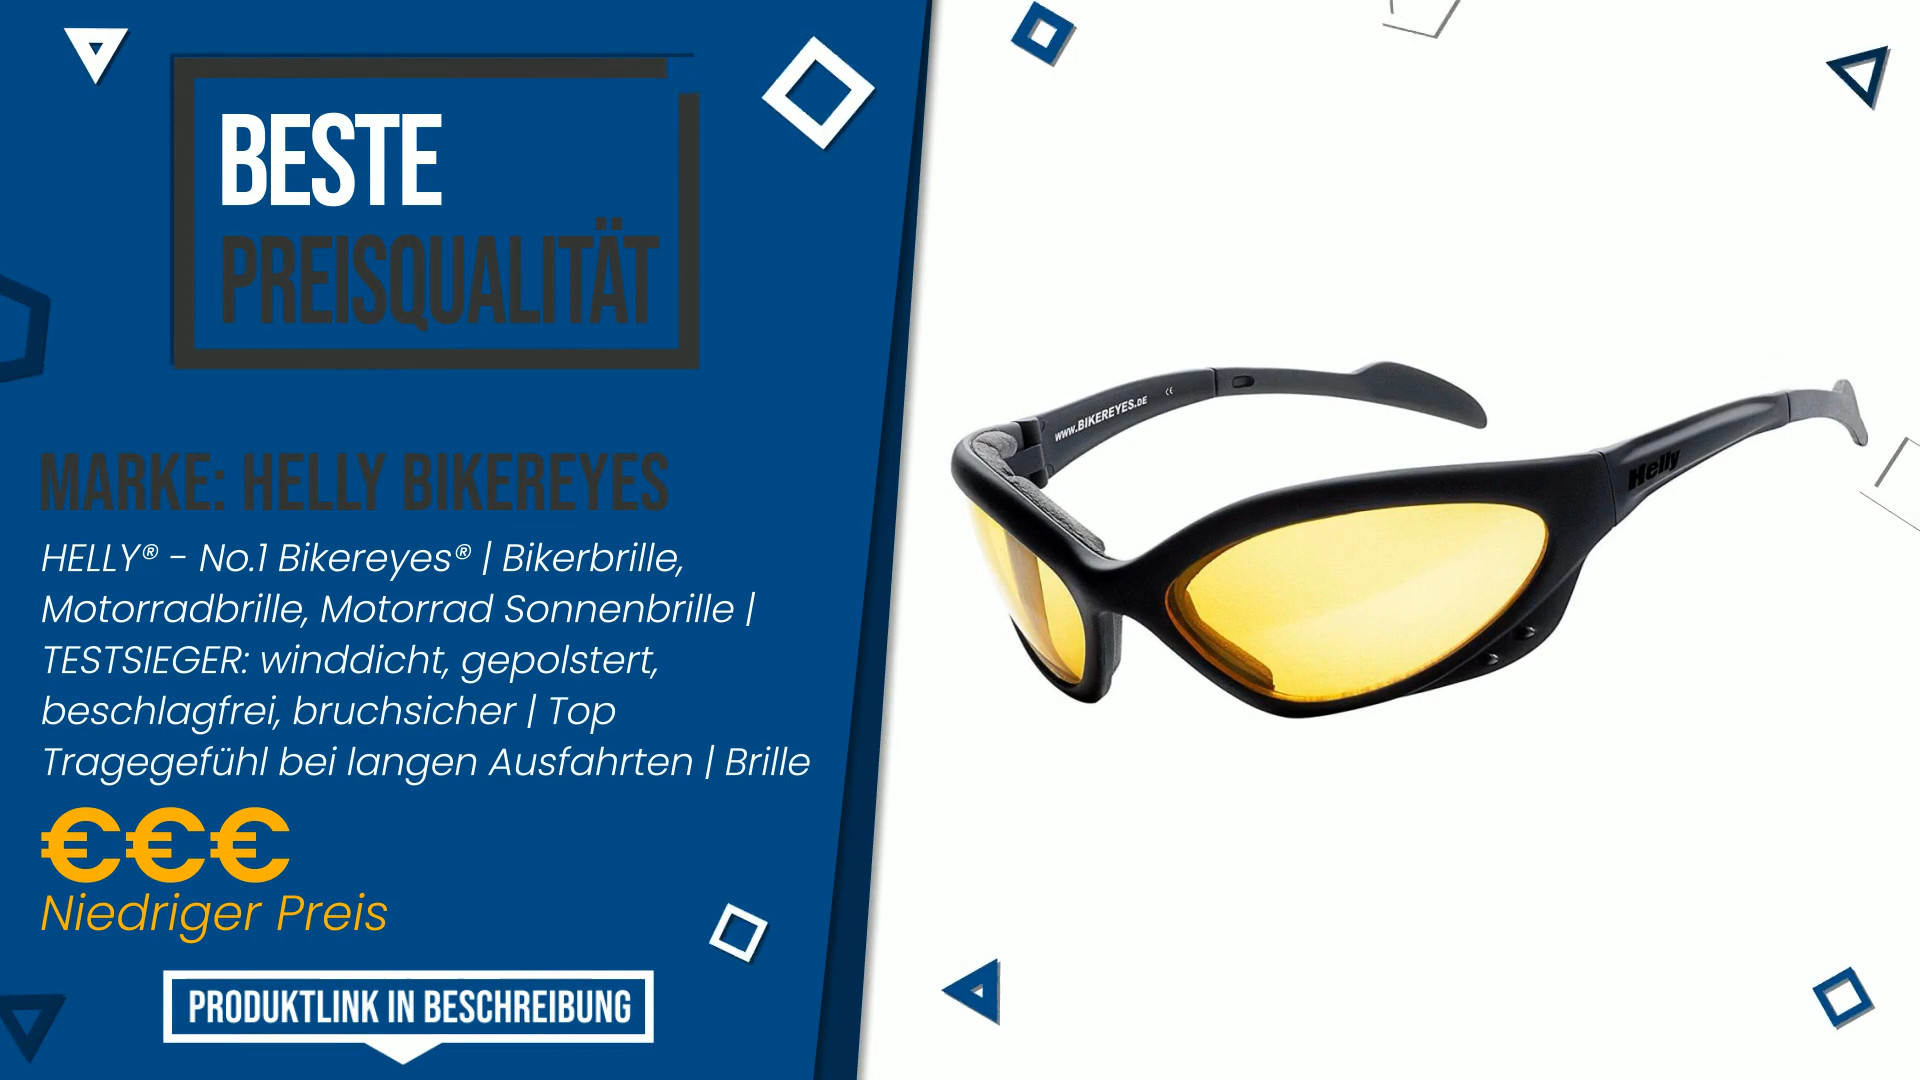 BESTE
PREISQUALITÄT
MARKE: HELLY BIKEREYES
HELLY® - No.1 Bikereyes® | Bikerbrille,
Motorradbrille, Motorrad Sonnenbrille |
TESTSIEGER: winddicht, gepolstert,
beschlagfrei, bruchsicher | Top
Tragegefühl bei langen Ausfahrten | Brille
€€€
Niedriger Preis
PRODUKTLINK IN BESCHREIBUNG
www.BIKEREYES.DE CE
Helly